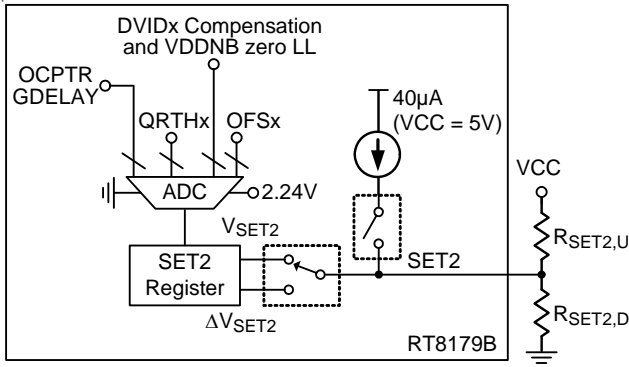 DVIDx Compensation
and VDDNB zero LL
OCPTR
GDELAY
QRTHx
OFSx
40µA
(VCC = 5V)
VCC
ADC
2.24V
VSET2
SET2
Register
SET2
RSET2,U
ΔVSET2
RSET2,D
RT8179B